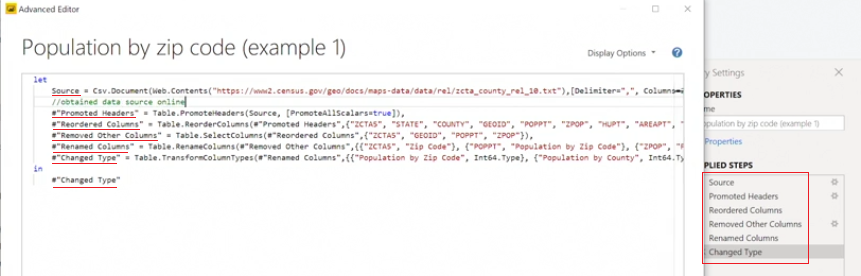 Advanced Editor
Population by zip code (example 1)
Display Options
let
Source = Csv.Document(Web.Contents("https://www2.census.gov/geo/docs/maps-data/data/rel/zcta_county_rel_10.txt"),[Delimiter=",", Columns=
//obtained data source online
#"Promoted Headers" = Table.PromoteHeaders(Source, [PromoteAllScalars=true]),
#"Reordered Columns" = Table.ReorderColumns(#"Promoted Headers",{"ZCTA5", "STATE", "COUNTY", "GEOID", "POPPT", "ZPOP", "HUPT", "AREAPT", "
#"Removed Other Columns" = Table.SelectColumns(#"Reordered Columns",{"ZCTA5", "GEOID", "POPPT", "ZPOP"}),
#"Renamed Columns" = Table.RenameColumns(#"Removed Other Columns",{{"ZCTA5", "Zip Code"}, {"POPPT", "Population by Zip Code"}, {"ZPOP", "
#"Changed Type" = Table.TransformColumnTypes(#"Renamed Columns",{{"Population by Zip Code", Int64.Type}, {"Population by County", Int64.Ty
in
#"Changed Type"
y Settings
OPERTIES
me
opulation by zip code (example 1)
Properties
PLIED STEPS
Source
Promoted Headers
Reordered Columns
Removed Other Columns
Renamed Columns
Changed Type